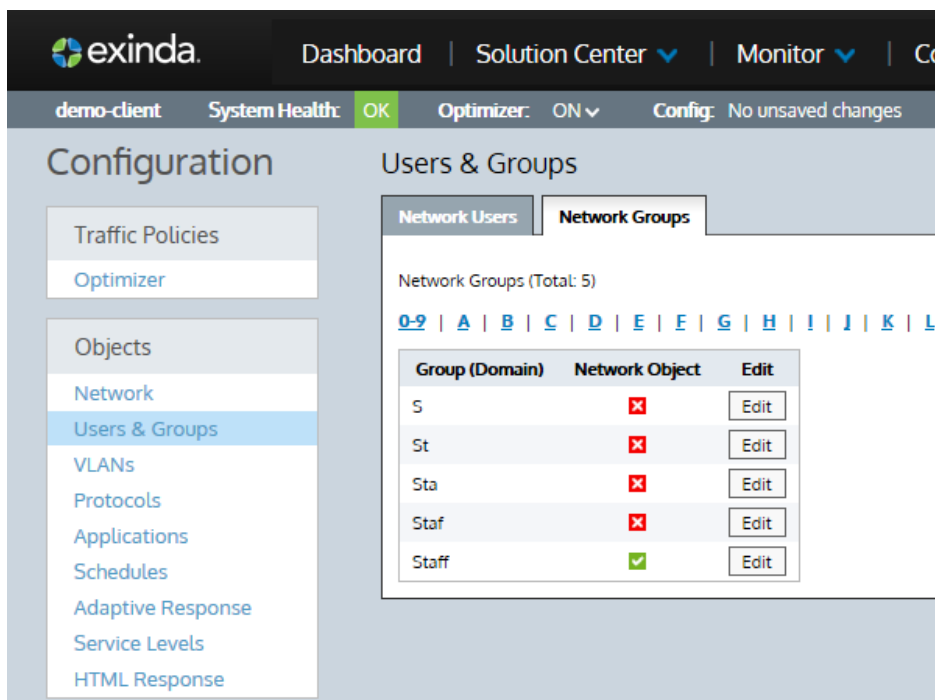 exinda.
Dashboard | Solution Center | Monitor |
demo-client System Health: OK Optimizer: ON Config: No unsaved changes
Configuration
Traffic Policies
Optimizer
Objects
Network
Users & Groups
VLANs
Protocols
Applications
Schedules
Adaptive Response
Service Levels
HTML Response
Users & Groups
Network Users Network Groups
Network Groups (Total: 5)
0-9 | A | B | C | D | E | F | G | H | I | J | K | L
Group (Domain) Network Object Edit
S Edit
St Edit
Sta Edit
Staf Edit
Staff Edit